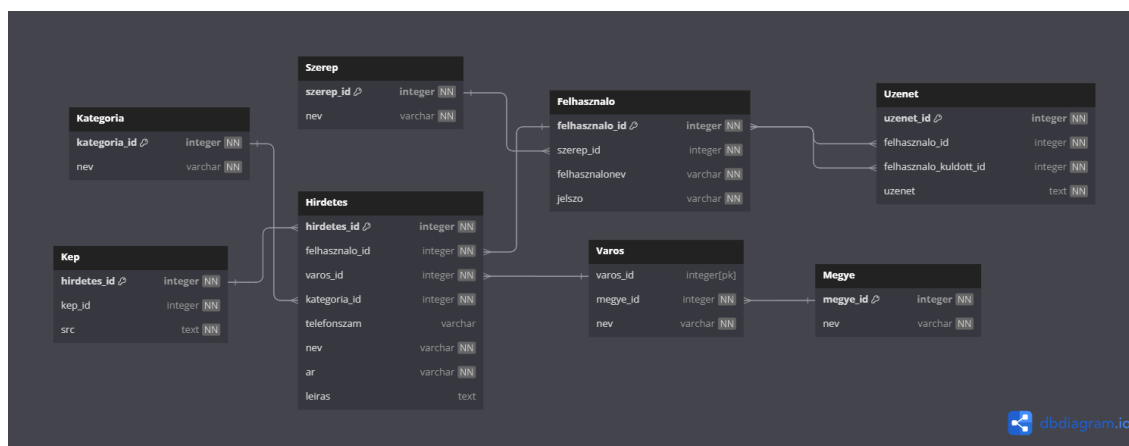 Kategoria
kategoria_id integer NN
nev varchar NN
Kep
hirdetes_id integer NN
kep_id integer NN
src text NN
Szerep
szerep_id integer NN
nev varchar NN
Hirdetes
hirdetes_id integer NN
felhasznalo_id integer NN
varos_id integer NN
kategoria_id integer NN
telefonszam varchar
nev varchar NN
ar varchar NN
leiras text
Felhasznalo
felhasznalo_id integer NN
szerep_id integer NN
felhasznalonev varchar NN
jelszo varchar NN
Varos
varos_id integer[pk]
megye_id integer NN
nev varchar NN
Uzenet
uzenet_id integer NN
felhasznalo_id integer NN
felhasznalo_kuldott_id integer NN
uzenet text NN
Megye
megye_id integer NN
nev varchar NN
dbdiagram.io